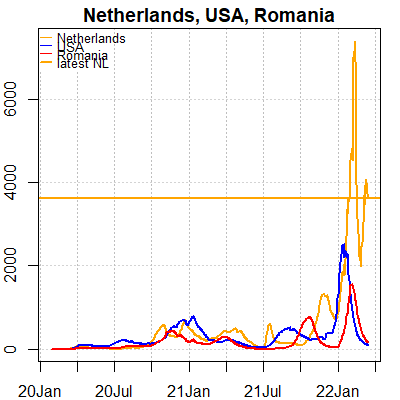 Netherlands, USA, Romania
Netherlands
USA
Romania
latest NL
6000
4000
2000
0
20Jan 20Jul 21Jan 21Jul 22Jan